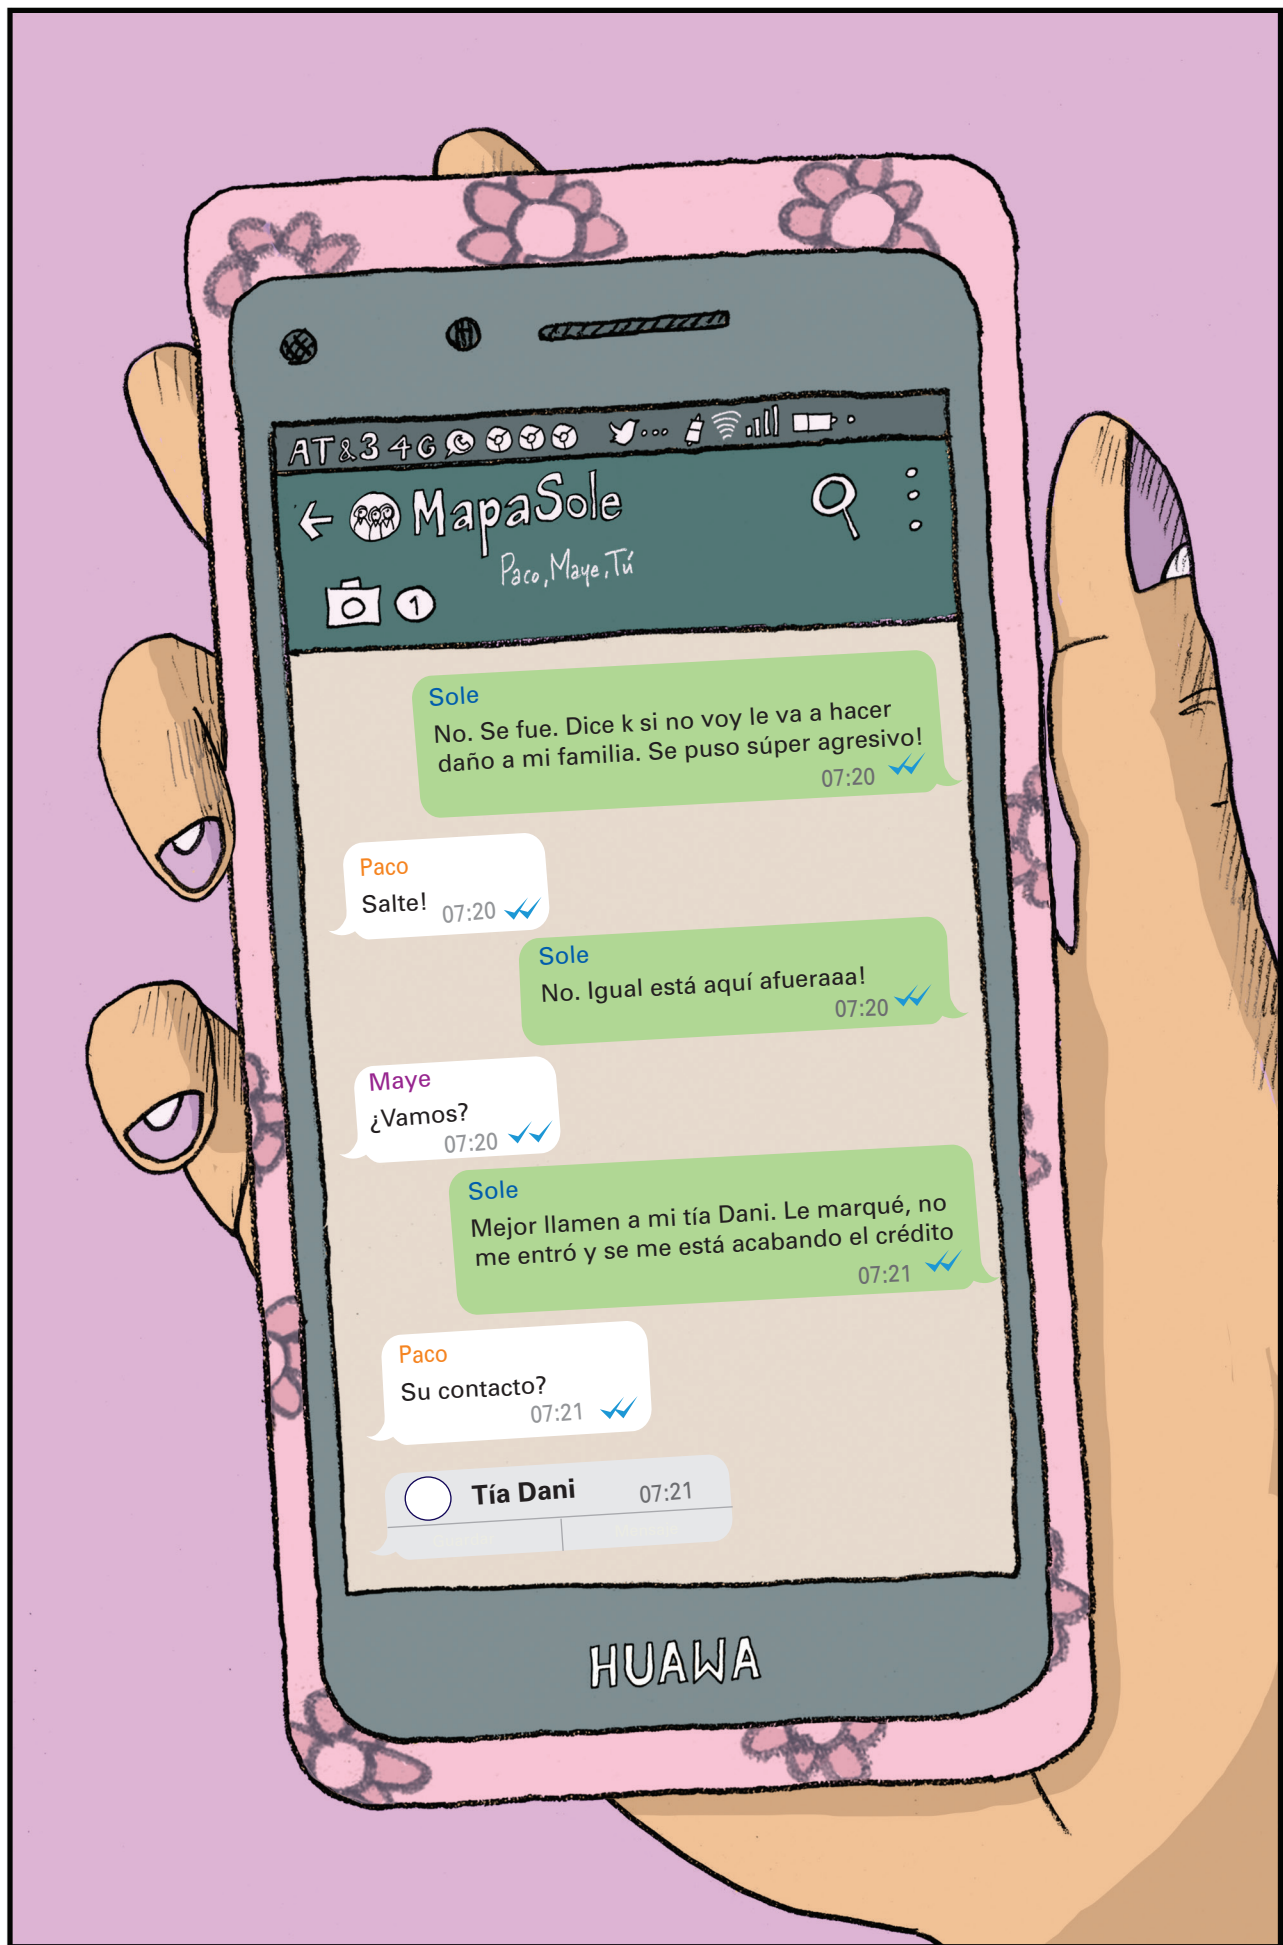 AT&3 4G
MapaSole
Paco, Maye, Tú
1
Sole
No. Se fue. Dice k si no voy le va a hacer
daño a mi familia. Se puso súper agresivo!
07:20
Paco
Salte!
07:20
Sole
No. Igual está aquí afueraaa!
07:20
Maye
¿Vamos?
07:20
Sole
Mejor llamen a mi tía Dani. Le marqué, no
me entró y se me está acabando el crédito
07:21
Paco
Su contacto?
07:21
Tía Dani 07:21
HUAWA